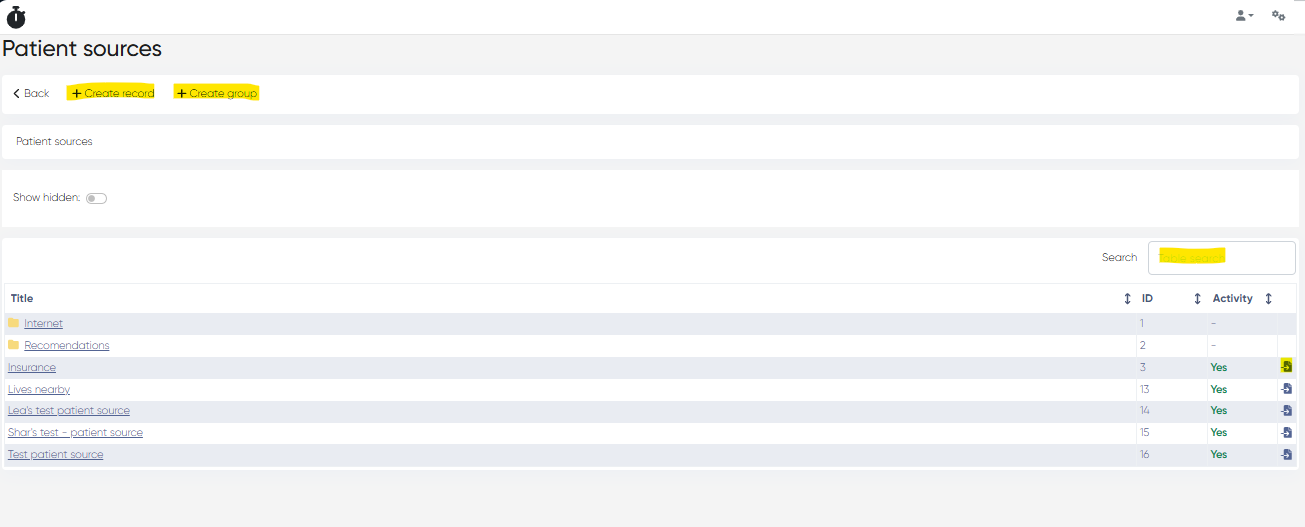 Patient sources
Back + Create record + Create group
Patient sources
Show hidden:
Search Table search
Title ID Activity
Internet 1 -
Recomendations 2 -
Insurance 3 Yes
Lives nearby 13 Yes
Lea's test patient source 14 Yes
Shar's test - patient source 15 Yes
Test patient source 16 Yes